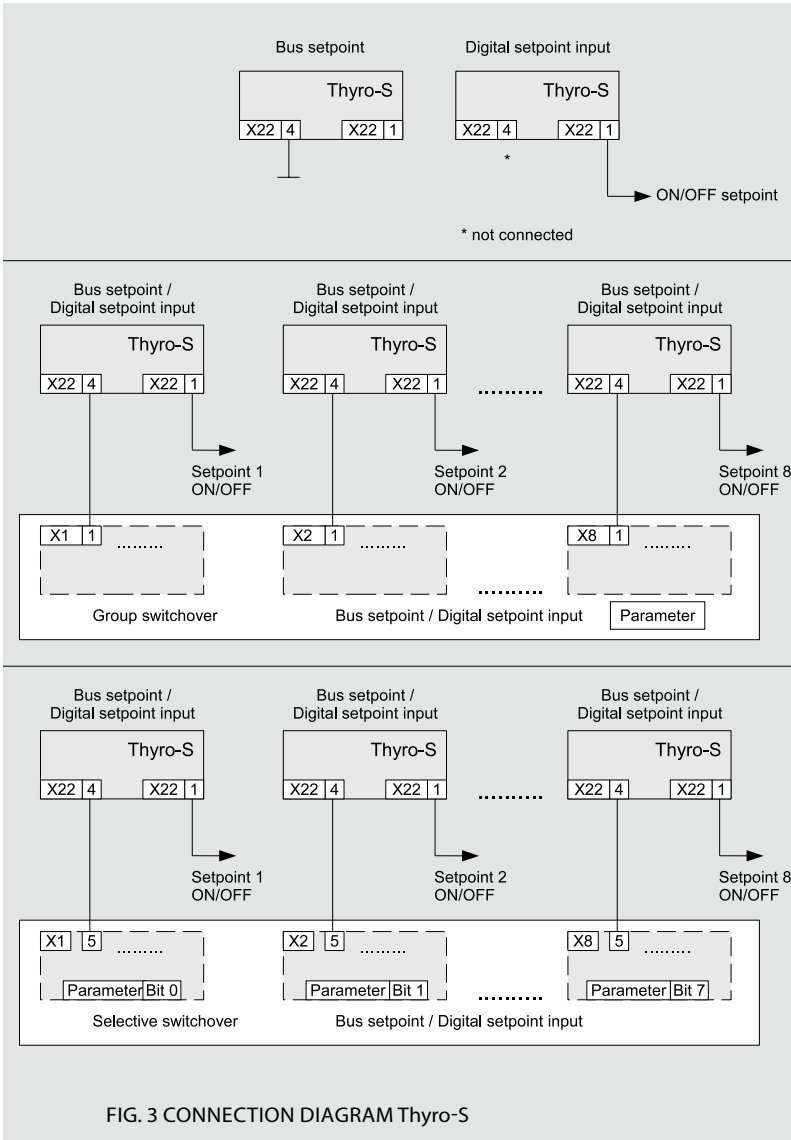 Bus setpoint Digital setpoint input
Thyro-S Thyro-S
X22 4 X22 1 X22 4 X22 1
*
ON/OFF setpoint
* not connected
Bus setpoint / Bus setpoint / Bus setpoint /
Digital setpoint input Digital setpoint input Digital setpoint input
Thyro-S Thyro-S Thyro-S
X22 4 X22 1 X22 4 X22 1 .......... X22 4 X22 1
Setpoint 1 Setpoint 2 Setpoint 8
ON/OFF ON/OFF ON/OFF
X1 1 ......... X2 1 ......... X8 1 .........
..........
Group switchover Bus setpoint / Digital setpoint input Parameter
Bus setpoint / Bus setpoint / Bus setpoint /
Digital setpoint input Digital setpoint input Digital setpoint input
Thyro-S Thyro-S Thyro-S
X22 4 X22 1 X22 4 X22 1 .......... X22 4 X22 1
Setpoint 1 Setpoint 2 Setpoint 8
ON/OFF ON/OFF ON/OFF
X1 5 ......... X2 5 ......... X8 5 .........
Parameter Bit 0 Parameter Bit 1 .......... Parameter Bit 7
Selective switchover Bus setpoint / Digital setpoint input
FIG. 3 CONNECTION DIAGRAM Thyro-S